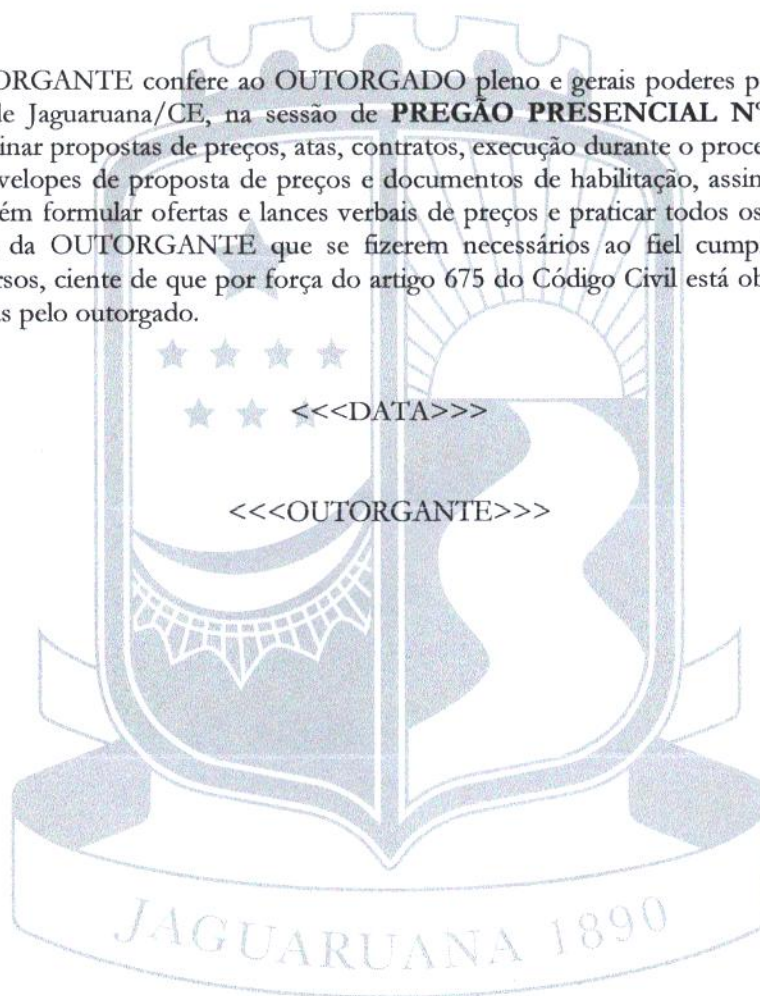 ORGANTE confere ao OUTORGADO pleno e gerais poderes p
le Jaguaruana/CE, na sessão de PREGÃO PRESENCIAL Nº
inar propostas de preços, atas, contratos, execução durante o proce
velopes de proposta de preços e documentos de habilitação, assin
ém formular ofertas e lances verbais de preços e praticar todos os
da OUTORGANTE que se fizerem necessários ao fiel cump
rsos, ciente de que por força do artigo 675 do Código Civil está ob
as pelo outorgado.
<<<DATA>>>
<<<OUTORGANTE>>>
JAGUARUANA 1890